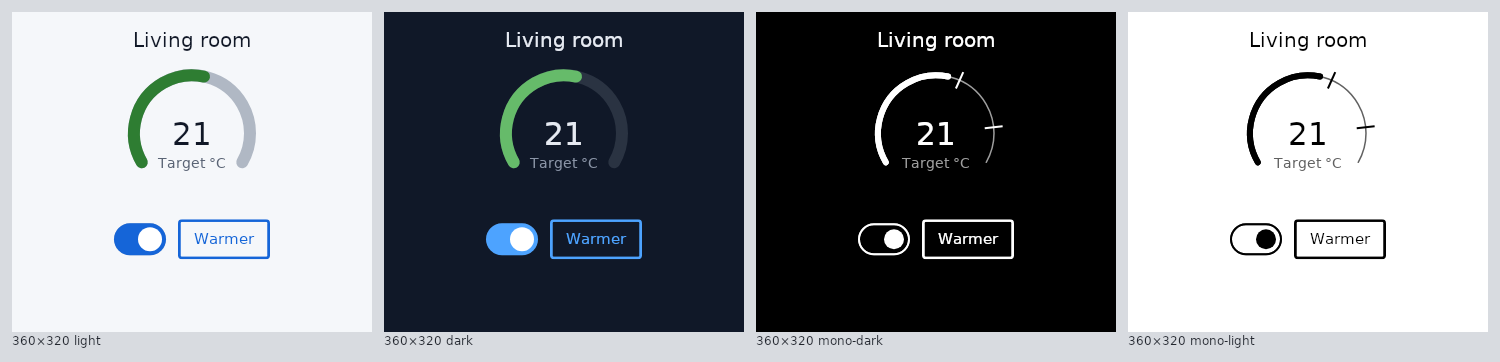 Living room
21
Target °C
Warmer
360×320 light
Living room
21
Target °C
Warmer
360×320 dark
Living room
21
Target °C
Warmer
360×320 mono-dark
Living room
21
Target °C
Warmer
360×320 mono-light